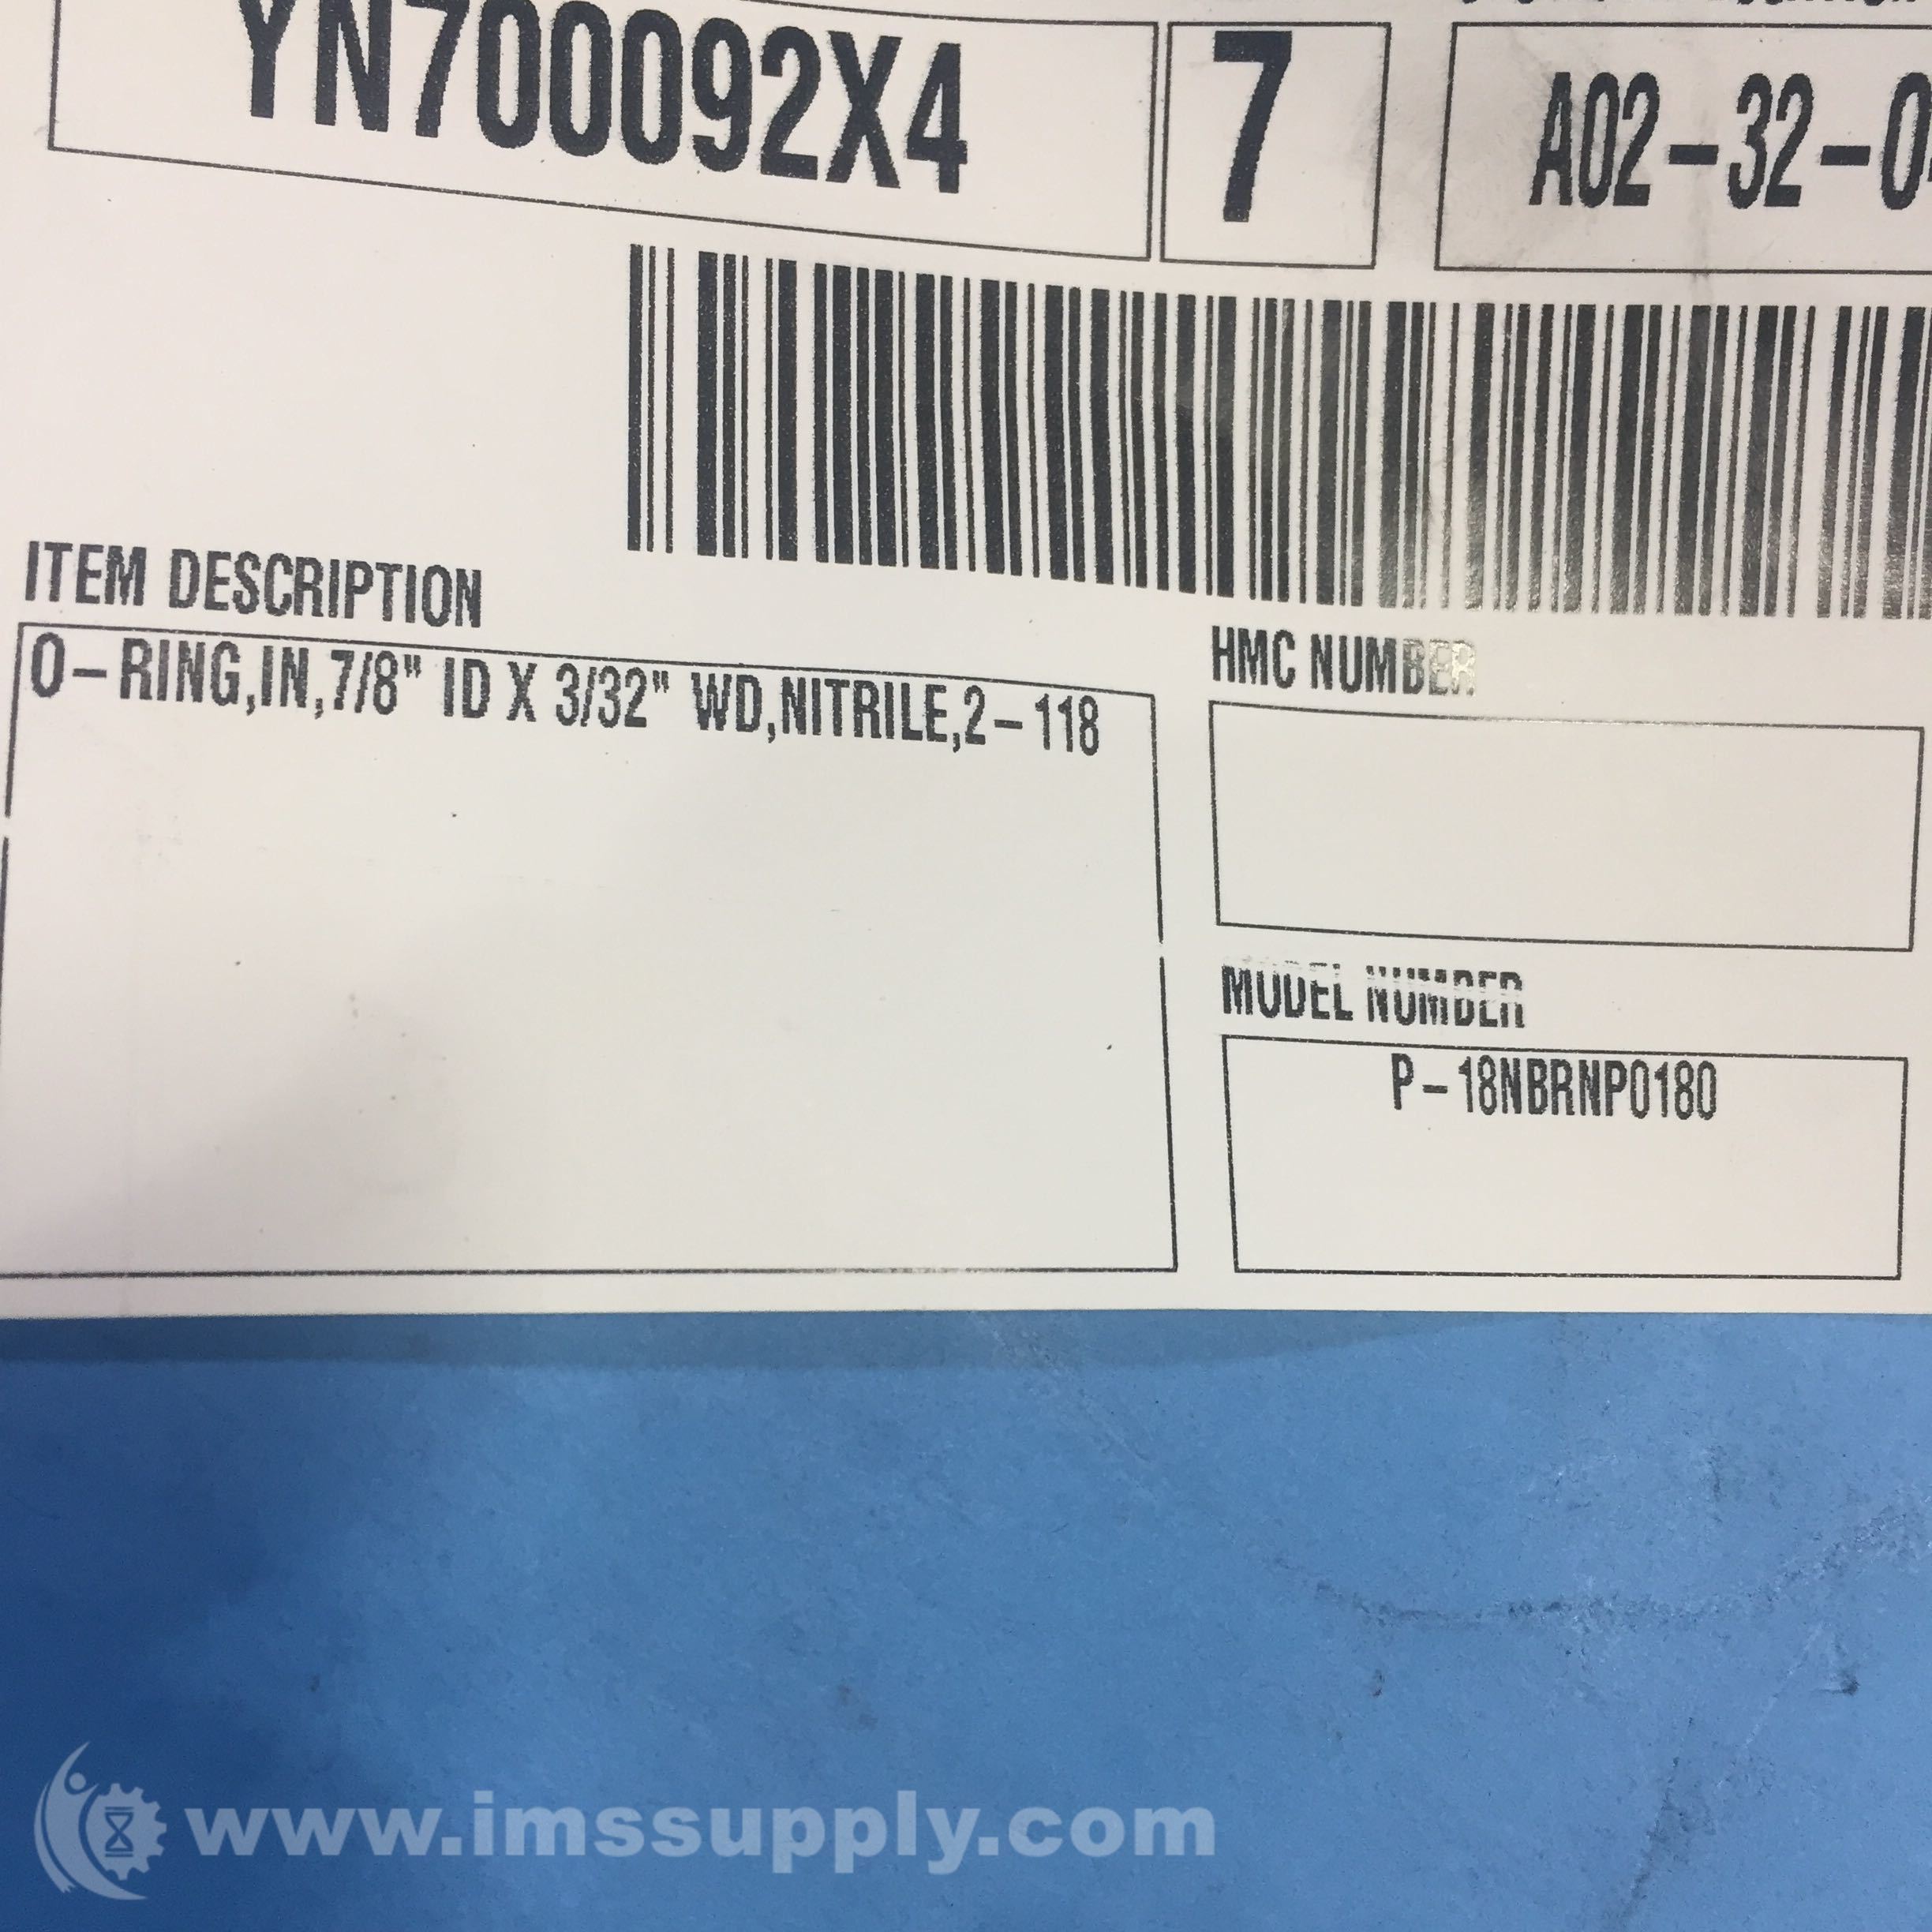 YN700092X4 7 A02-32-0
ITEM DESCRIPTION
O-RING,IN,7/8" ID X 3/32" WD,NITRILE,2-118
HMC NUMBER
MODEL NUMBER
P-18NBRNP0180
www.imssupply.com